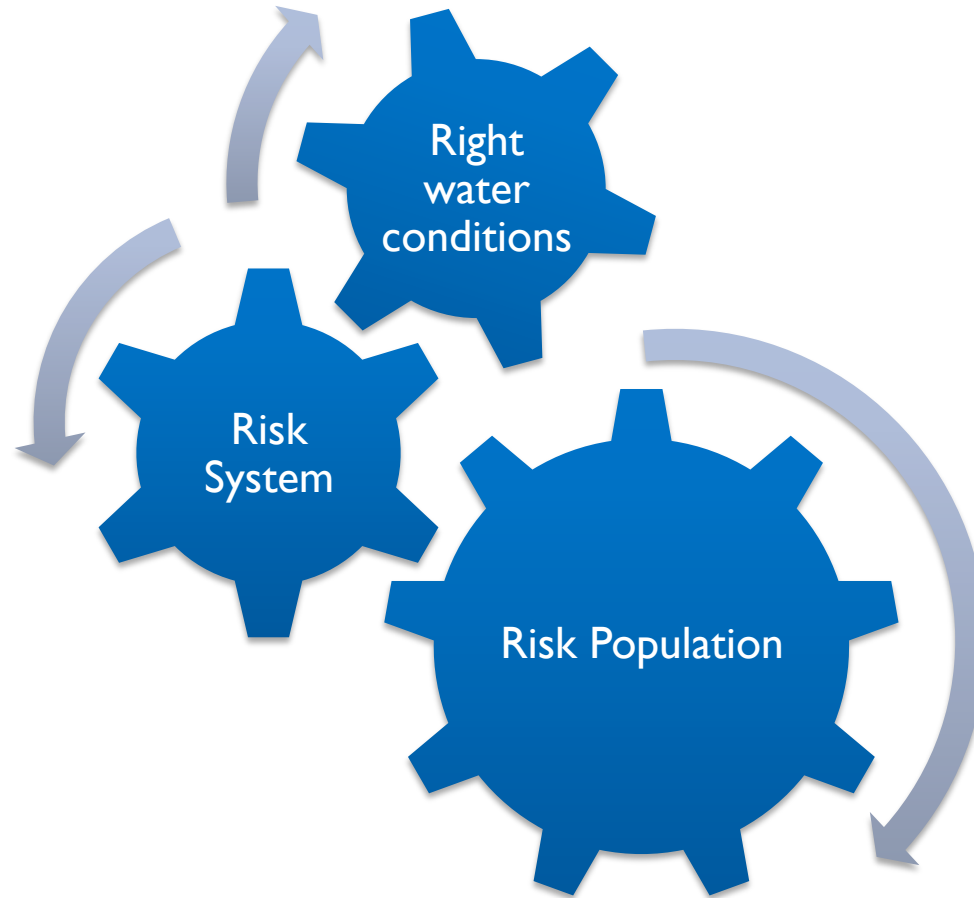 Right
water
conditions
Risk
System
Risk Population